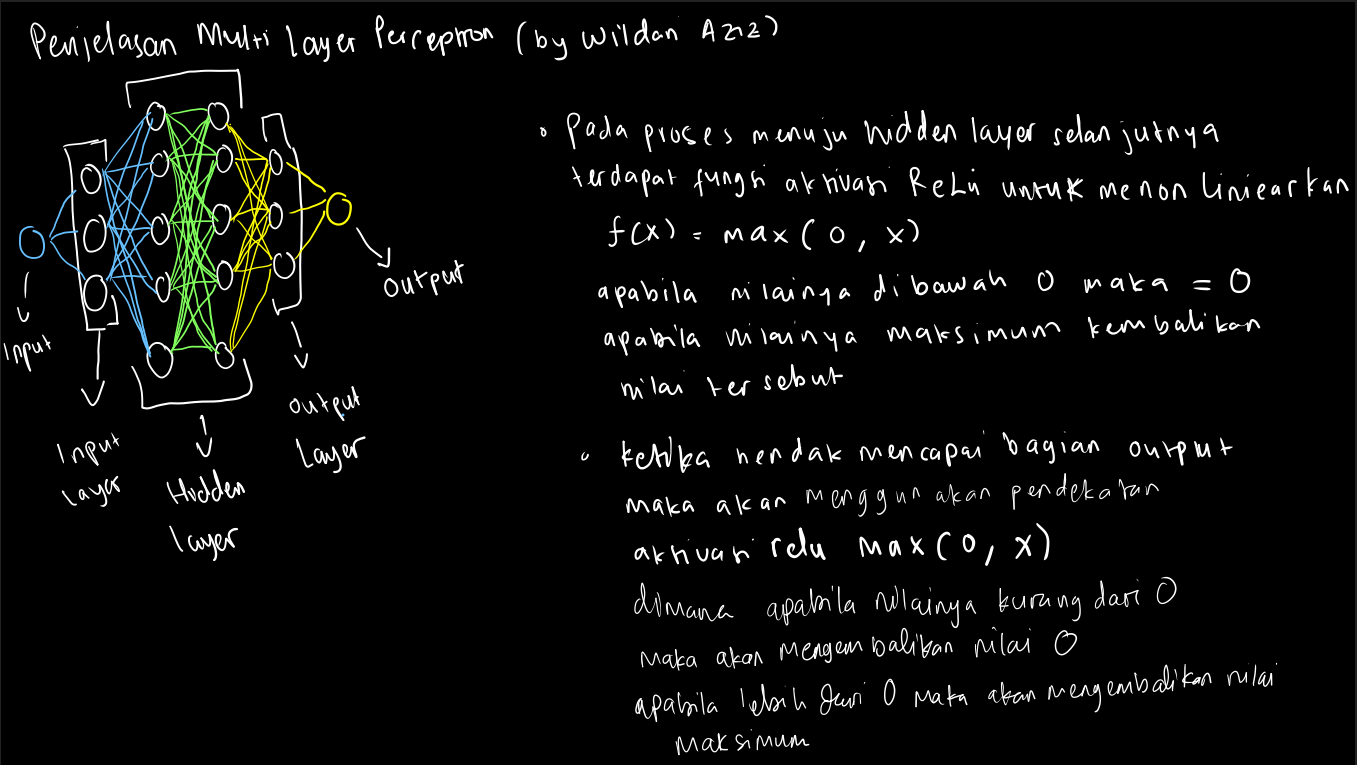 Penjelasan Multi Layer Perceptron (by Wildan Aziz)
Input
Input
Layer
Hidden
layer
Output
Layer
Output
• Pada proses menuju hidden layer selanjutnya
terdapat fungsi aktivasi ReLu untuk menon liniearkan
f(x) = max ( 0 , x )
apabila nilainya dibawah 0 maka = 0
apabila nilainya maksimum kembalikan
nilai tersebut
• Ketika hendak mencapai bagian output
maka akan menggunakan pendekatan
aktivasi relu max ( 0 , x )
dimana apabila nilainya kurang dari 0
maka akan mengembalikan nilai 0
apabila lebih dari 0 maka akan mengembalikan nilai
maksimum